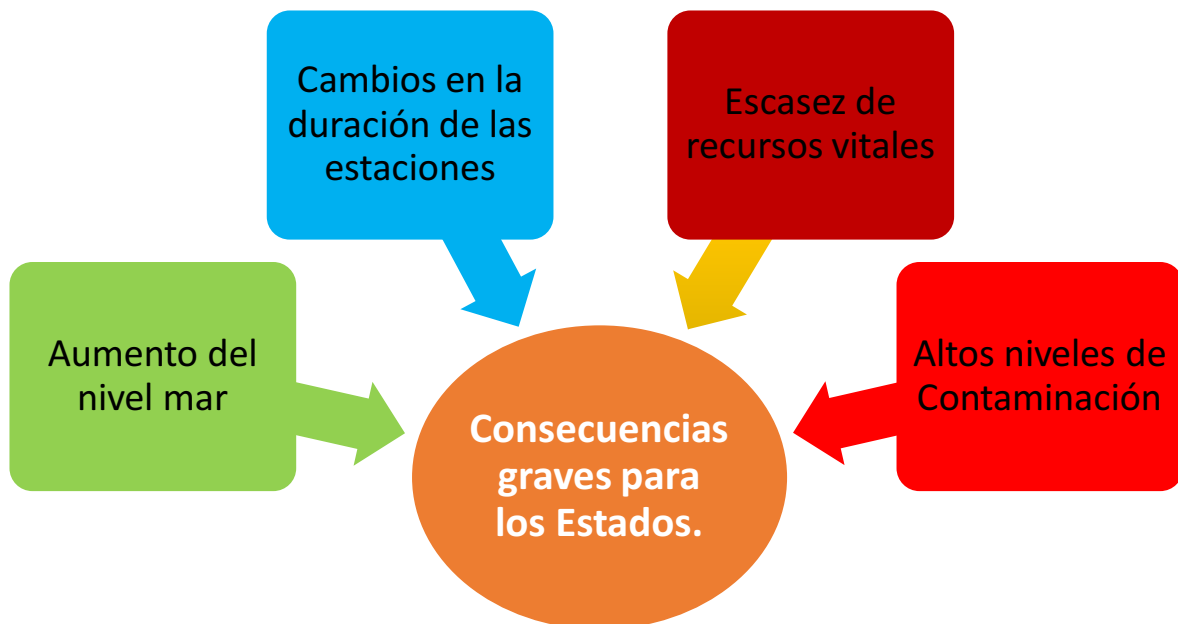 Cambios en la
duración de las
estaciones
Escasez de
recursos vitales
Aumento del
nivel mar
Altos niveles de
Contaminación
Consecuencias
graves para
los Estados.